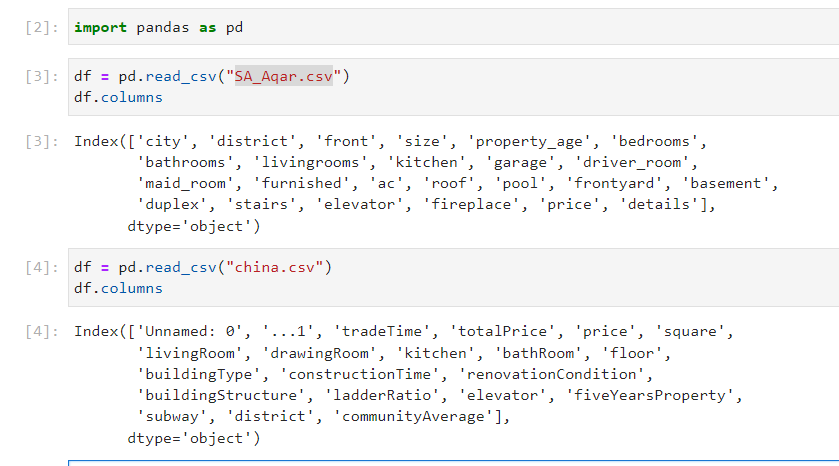 [2]: import pandas as pd
[3]: df = pd.read_csv("SA_Aqar.csv")
df.columns
[3]: Index(['city', 'district', 'front', 'size', 'property_age', 'bedrooms',
'bathrooms', 'livingrooms', 'kitchen', 'garage', 'driver_room',
'maid_room', 'furnished', 'ac', 'roof', 'pool', 'frontyard', 'basement',
'duplex', 'stairs', 'elevator', 'fireplace', 'price', 'details'],
dtype='object')
[4]: df = pd.read_csv("china.csv")
df.columns
[4]: Index(['Unnamed: 0', '...1', 'tradeTime', 'totalPrice', 'price', 'square',
'livingRoom', 'drawingRoom', 'kitchen', 'bathRoom', 'floor',
'buildingType', 'constructionTime', 'renovationCondition',
'buildingStructure', 'ladderRatio', 'elevator', 'fiveYearsProperty',
'subway', 'district', 'communityAverage'],
dtype='object')